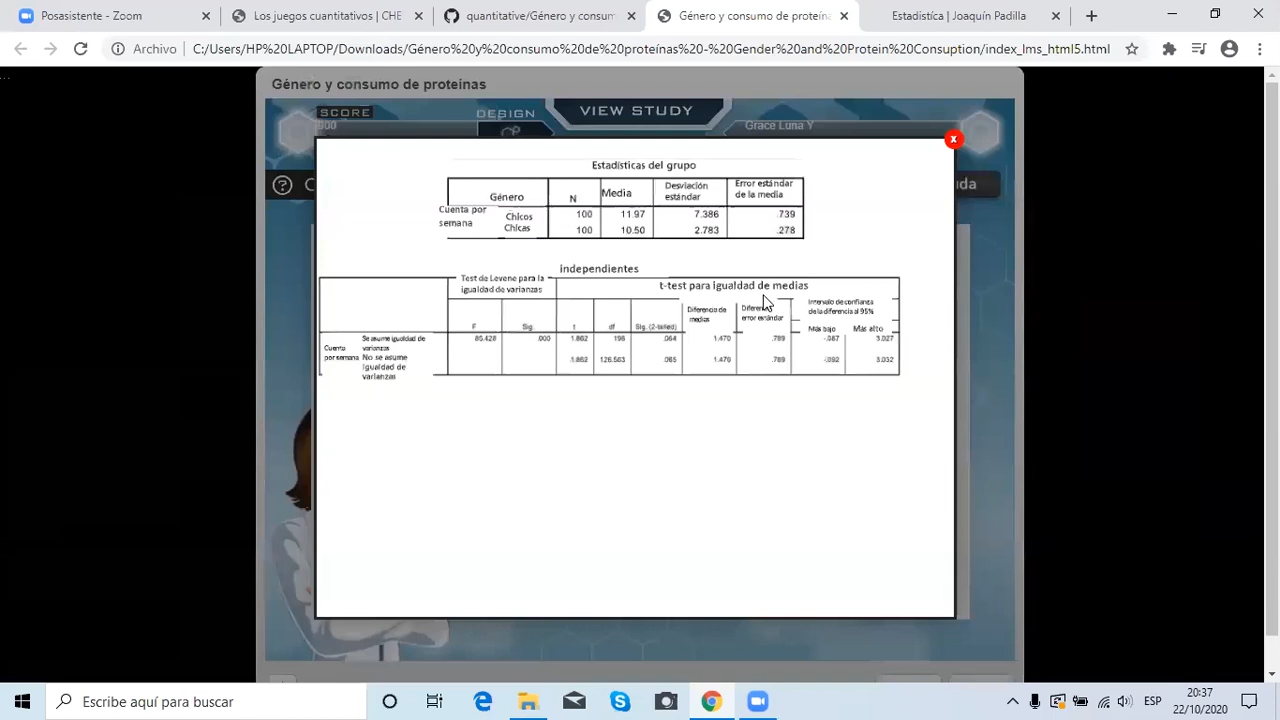 Posasistente - Zoom
Los juegos cuantitativos | CHE
quantitative/Género y consum
Género y consumo de proteína
Estadistíca | Joaquín Padilla
Archivo | C:/Users/HP%20LAPTOP/Downloads/Género%20y%20consumo%20de%20proteínas%20-%20Gender%20and%20Protein%20Consuption/index_lms_html5.html
...
Género y consumo de proteinas
SCORE
DESIGN
VIEW STUDY
000
Grace Luna Y
x
uda
Estadísticas del grupo
Género N Media Desviación estándar Error estándar de la media
Cuenta por semana Chicos 100 11.97 7.386 .739
Chicas 100 10.50 2.783 .278
independientes
Test de Levene para la igualdad de varianzas
t-test para igualdad de medias
F Sig. t df Sig. (2-tailed) Diferencia de medias error estándar Intervalo de confianza de la diferencia al 95%
Más bajo Más alto
Cuenta por semana Se asume igualdad de varianzas 85.428 .000 1.862 198 .064 1.470 .789 -.087 3.027
No se asume igualdad de varianzas 1.862 126.563 .065 1.470 .789 -.092 3.032
Escribe aquí para buscar
ESP
20:37
22/10/2020